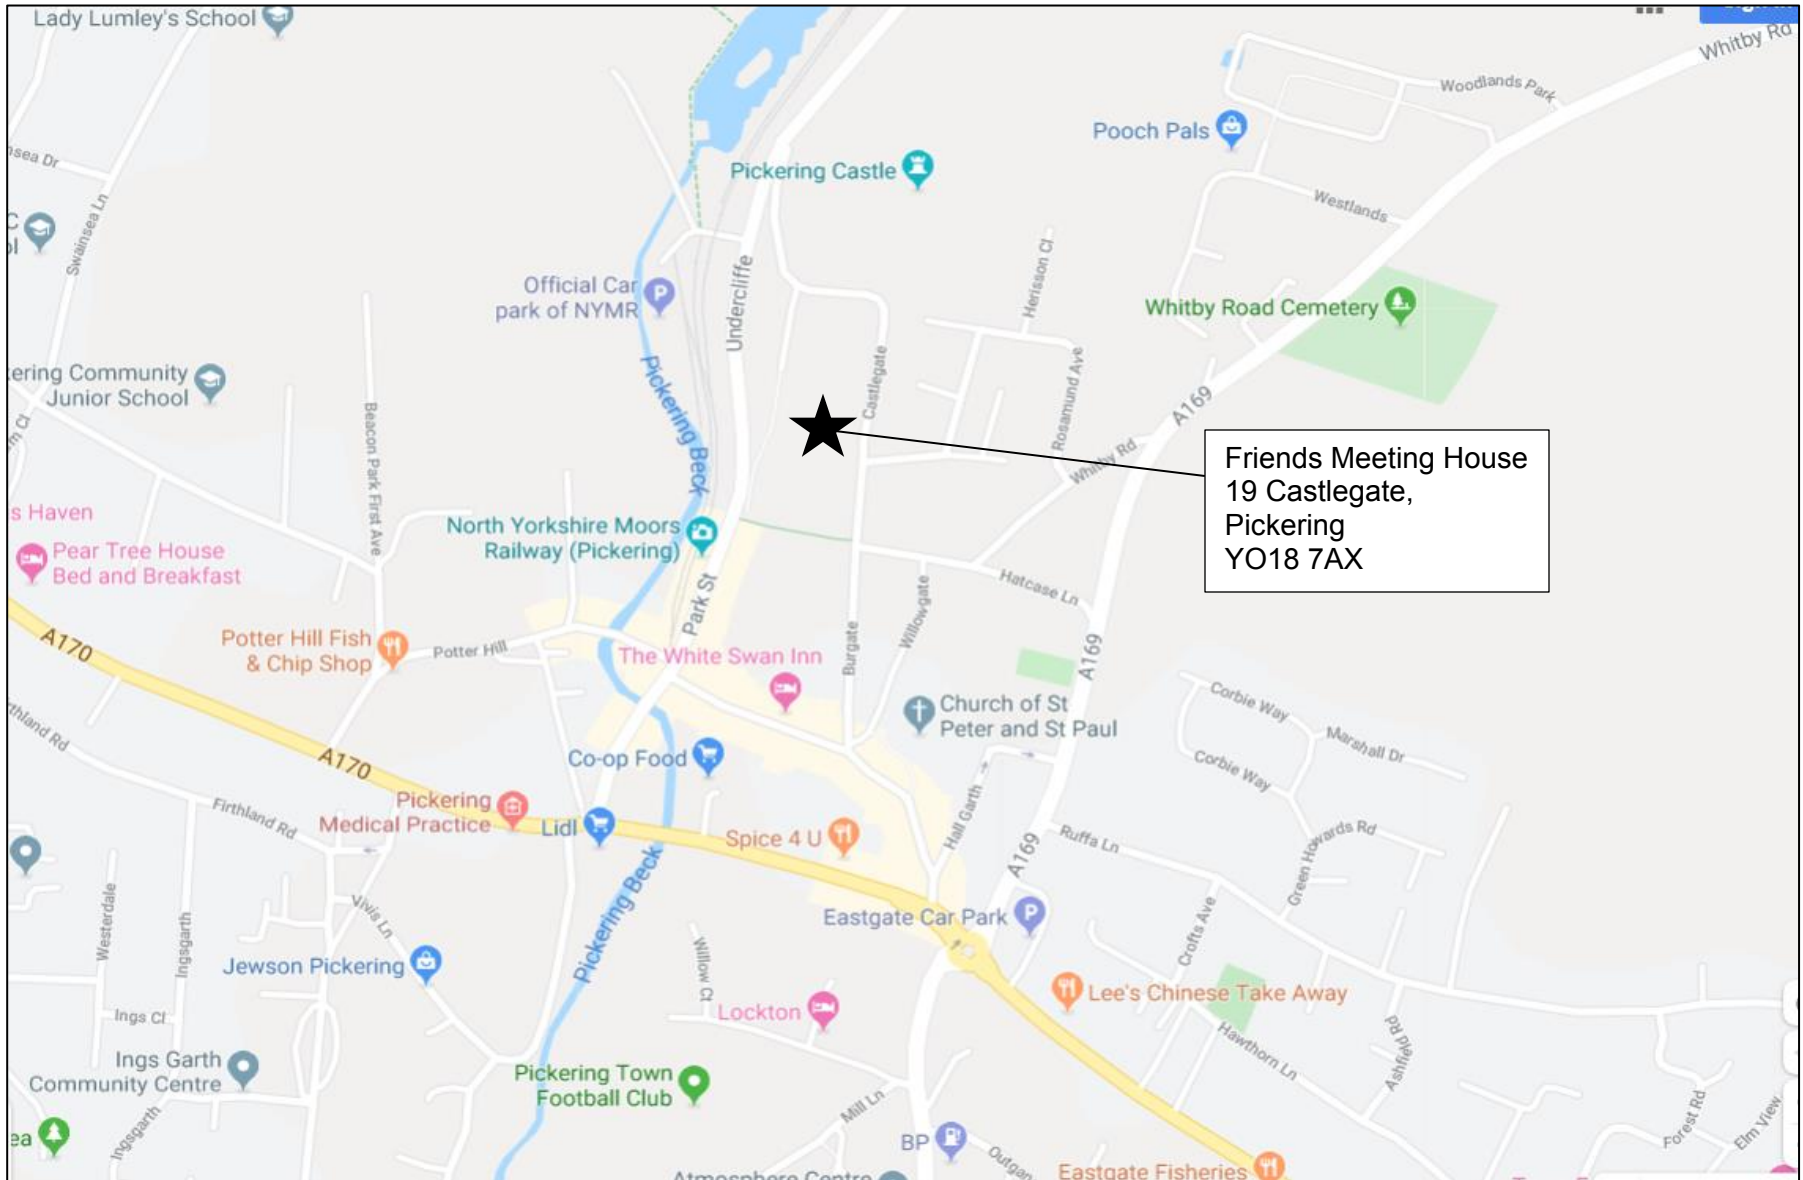 Lady Lumley's School
Whitby Rd
Woodlands Park
Pooch Pals
Pickering Castle
Swainsea Ln
Westlands
Herisson Cl
Official Car
park of NYMR
Undercliffe
Whitby Road Cemetery
Pickering Beck
Castlegate
Rosamund Ave
A169
Community
Junior School
Beacon Park First Ave
Whitby Rd
Friends Meeting House
19 Castlegate,
Pickering
YO18 7AX
Haven
Pear Tree House
Bed and Breakfast
North Yorkshire Moors
Railway (Pickering)
Park St
Hatcase Ln
Willowgate
Burgate
A170
Potter Hill Fish
& Chip Shop
Potter Hill
The White Swan Inn
A169
Church of St
Peter and St Paul
Corbie Way
Marshall Dr
Corbie Way
Co-op Food
A170
Pickering
Medical Practice
Lidl
Spice 4 U
Hall Garth
A169
Ruffa Ln
Green Howards Rd
Firthland Rd
Vivis Ln
Westerdale
Ingsgarth
Pickering Beck
Eastgate Car Park
Crofts Ave
Jewson Pickering
Willow Ct
Lockton
Lee's Chinese Take Away
Hawthorn Ln
Ashfield Rd
Ings Cl
Ings Garth
Community Centre
Ingsgarth
Pickering Town
Football Club
Mill Ln
BP
Forest Rd
Elm View
Atmosphere Centre
Eastgate Fisheries